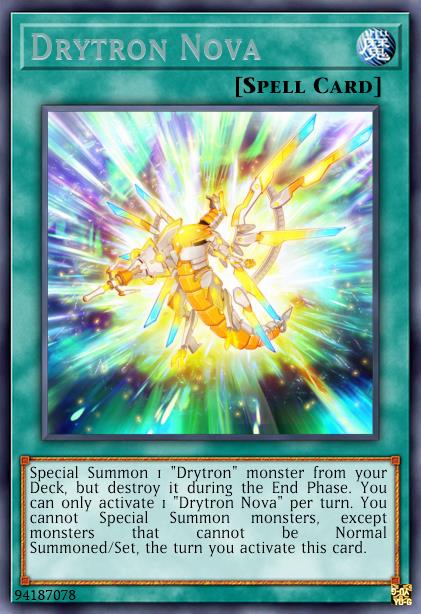 Drytron Nova
魔
[Spell Card]
Special Summon 1 "Drytron" monster from your
Deck, but destroy it during the End Phase. You
can only activate 1 "Drytron Nova" per turn. You
cannot Special Summon monsters, except
monsters that cannot be Normal
Summoned/Set, the turn you activate this card.
94187078